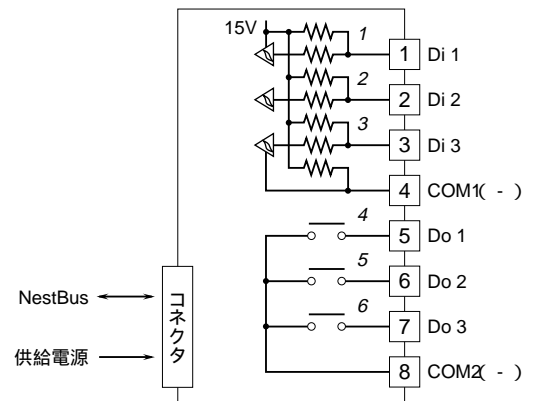 15V
1
1 Di 1
2
2 Di 2
3
3 Di 3
4 COM1( - )
4
5 Do 1
5
6 Do 2
6
7 Do 3
8 COM2( - )
NestBus
供給電源
コネクタ